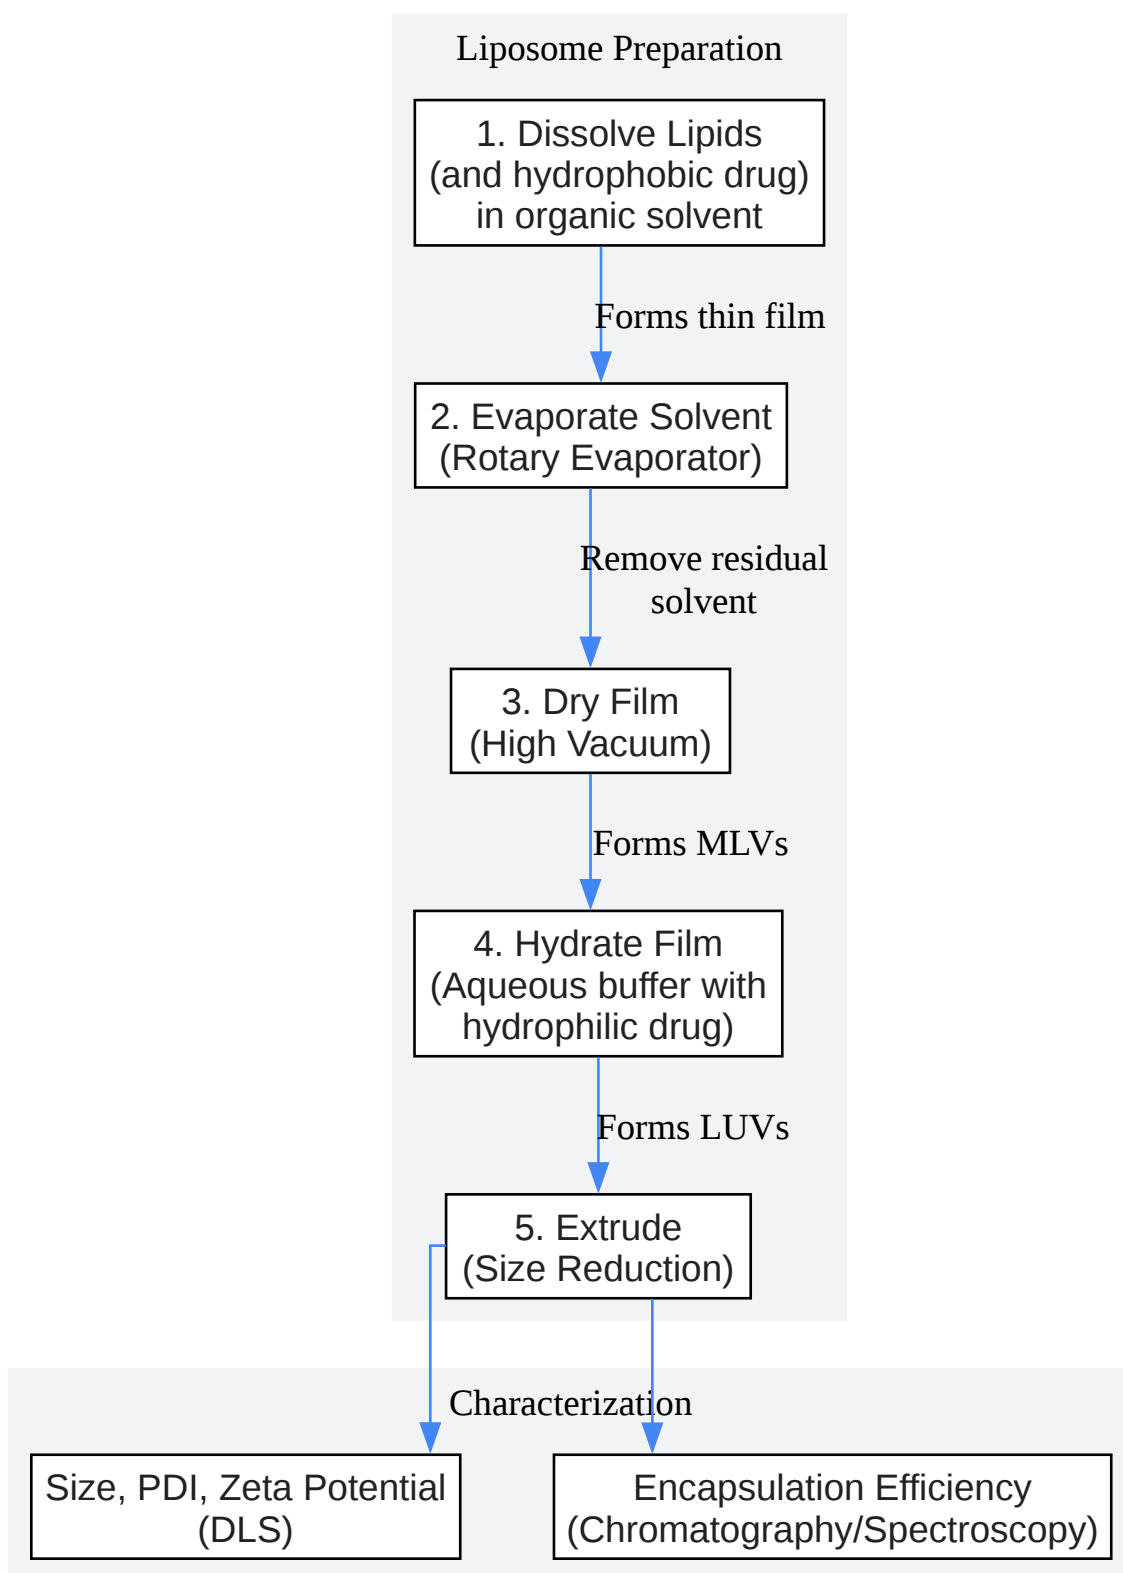 Liposome Preparation
1. Dissolve Lipids
(and hydrophobic drug)
in organic solvent
Forms thin film
2. Evaporate Solvent
(Rotary Evaporator)
Remove residual
solvent
3. Dry Film
(High Vacuum)
Forms MLVs
4. Hydrate Film
(Aqueous buffer with
hydrophilic drug)
Forms LUVs
5. Extrude
(Size Reduction)
Characterization
Size, PDI, Zeta Potential
(DLS)
Encapsulation Efficiency
(Chromatography/Spectroscopy)